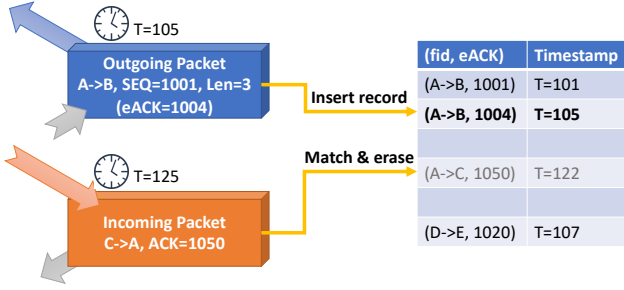 T=105
Outgoing Packet
A->B, SEQ=1001, Len=3
(eACK=1004)
Insert record
Match & erase
T=125
Incoming Packet
C->A, ACK=1050
(fid, eACK) Timestamp
(A->B, 1001) T=101
(A->B, 1004) T=105
(A->C, 1050) T=122
(D->E, 1020) T=107